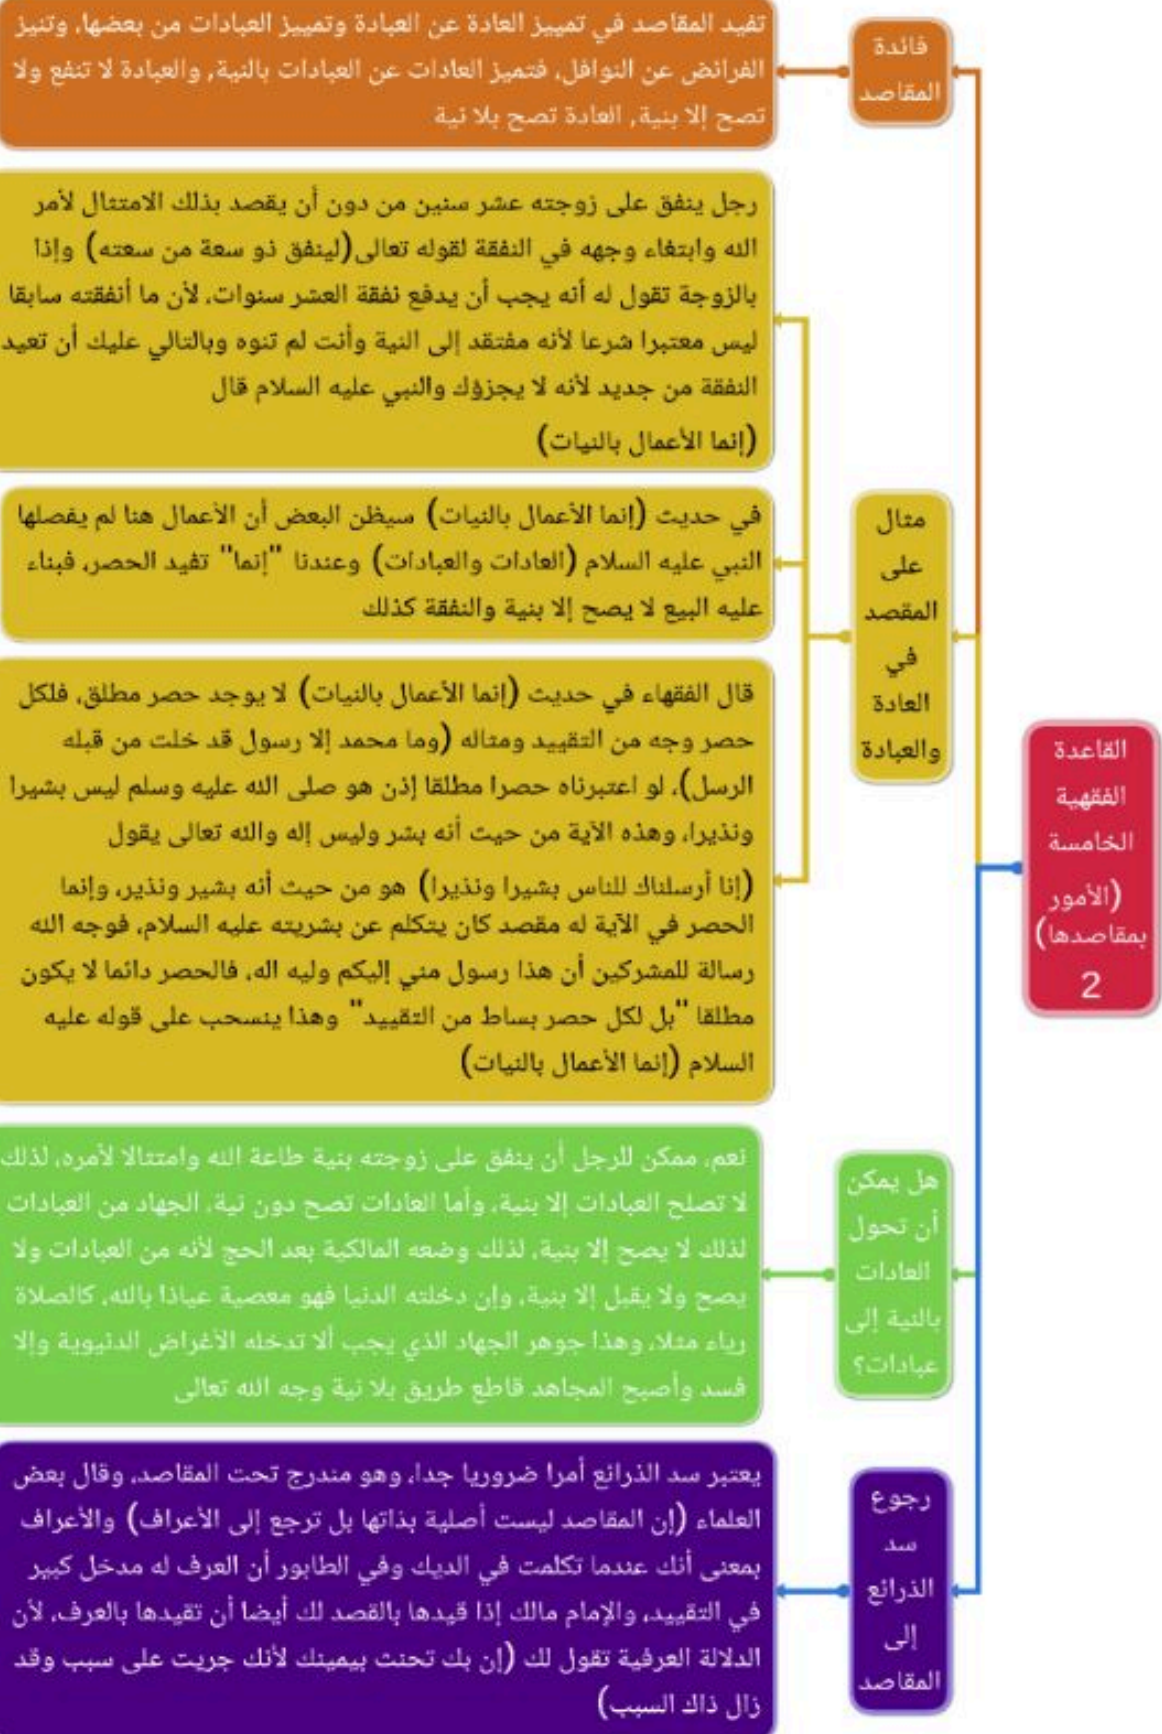 القاعدة
الفقهية
الخامسة
(الأمور
بمقاصدها)
2
فائدة
المقاصد
تفيد المقاصد في تمييز العادة عن العبادة وتمييز العبادات من بعضها، وتنيز
الفرائض عن النوافل، فتميز العادات عن العبادات بالنية, والعبادة لا تنفع ولا
تصح إلا بنية, العادة تصح بلا نية
مثال
على
المقصد
في
العادة
والعبادة
رجل ينفق على زوجته عشر سنين من دون أن يقصد بذلك الامتثال لأمر
الله وابتغاء وجهه في النفقة لقوله تعالى(لينفق ذو سعة من سعته) وإذا
بالزوجة تقول له أنه يجب أن يدفع نفقة العشر سنوات، لأن ما أنفقته سابقا
ليس معتبرا شرعا لأنه مفتقد إلى النية وأنت لم تنوه وبالتالي عليك أن تعيد
النفقة من جديد لأنه لا يجزؤك والنبي عليه السلام قال
(إنما الأعمال بالنيات)
في حديث (إنما الأعمال بالنيات) سيظن البعض أن الأعمال هنا لم يفصلها
النبي عليه السلام (العادات والعبادات) وعندنا "إنما" تفيد الحصر، فبناء
عليه البيع لا يصح إلا بنية والنفقة كذلك
قال الفقهاء في حديث (إنما الأعمال بالنيات) لا يوجد حصر مطلق، فلكل
حصر وجه من التقييد ومثاله (وما محمد إلا رسول قد خلت من قبله
الرسل)، لو اعتبرناه حصرا مطلقا إذن هو صلى الله عليه وسلم ليس بشيرا
ونذيرا، وهذه الآية من حيث أنه بشر وليس إله والله تعالى يقول
(إنا أرسلناك للناس بشيرا ونذيرا) هو من حيث أنه بشير ونذير، وإنما
الحصر في الآية له مقصد كان يتكلم عن بشريته عليه السلام، فوجه الله
رسالة للمشركين أن هذا رسول مني إليكم وليه اله، فالحصر دائما لا يكون
مطلقا "بل لكل حصر بساط من التقييد" وهذا ينسحب على قوله عليه
السلام (إنما الأعمال بالنيات)
هل يمكن
أن تحول
العادات
بالنية إلى
عبادات؟
نعم، ممكن للرجل أن ينفق على زوجته بنية طاعة الله وامتثالا لأمره، لذلك
لا تصلح العبادات إلا بنية، وأما العادات تصح دون نية، الجهاد من العبادات
لذلك لا يصح إلا بنية، لذلك وضعه المالكية بعد الحج لأنه من العبادات ولا
يصح ولا يقبل إلا بنية، وإن دخلته الدنيا فهو معصية عياذا بالله، كالصلاة
رياء مثلا، وهذا جوهر الجهاد الذي يجب ألا تدخله الأغراض الدنيوية وإلا
فسد وأصبح المجاهد قاطع طريق بلا نية وجه الله تعالى
رجوع
سد
الذرائع
إلى
المقاصد
يعتبر سد الذرائع أمرا ضروريا جدا، وهو مندرج تحت المقاصد، وقال بعض
العلماء (إن المقاصد ليست أصلية بذاتها بل ترجع إلى الأعراف) والأعراف
بمعنى أنك عندما تكلمت في الديك وفي الطابور أن العرف له مدخل كبير
في التقييد، والإمام مالك إذا قيدها بالقصد لك أيضا أن تقيدها بالعرف، لأن
الدلالة العرفية تقول لك (إن بك تحنث بيمينك لأنك جريت على سبب وقد
زال ذاك السبب)